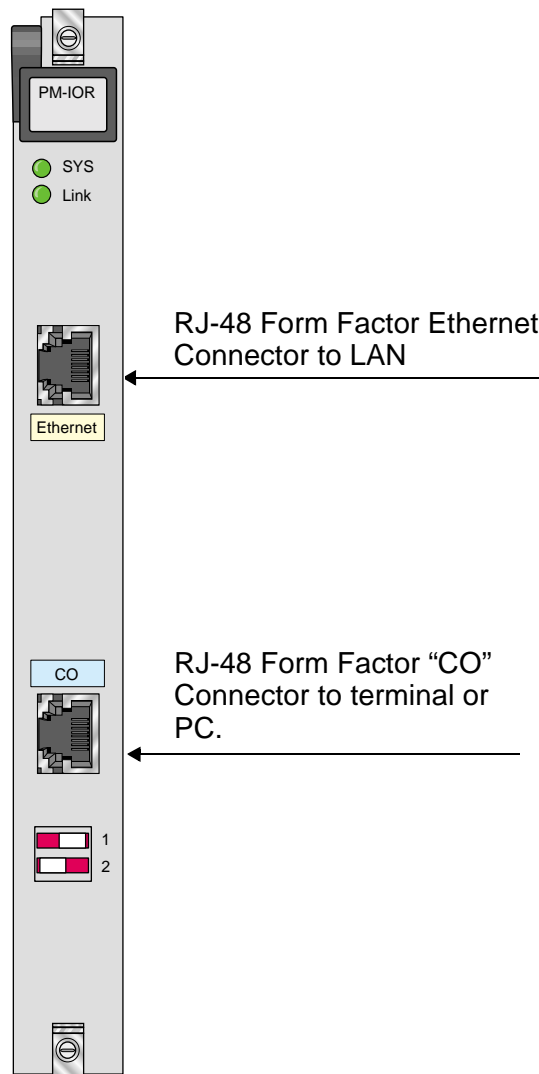 PM-IOR
SYS
Link
RJ-48 Form Factor Ethernet
Connector to LAN
Ethernet
RJ-48 Form Factor “CO”
Connector to terminal or
PC.
CO
1
2